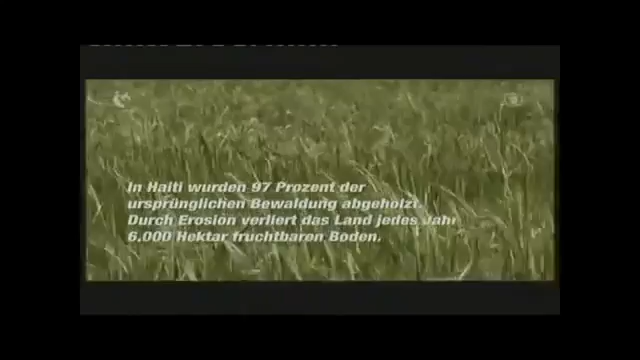 In Haiti wurden 97 Prozent der
ursprünglichen Bewaldung abgeholzt.
Durch Erosion verliert das Land jedes Jahr
6.000 Hektar fruchtbaren Boden.